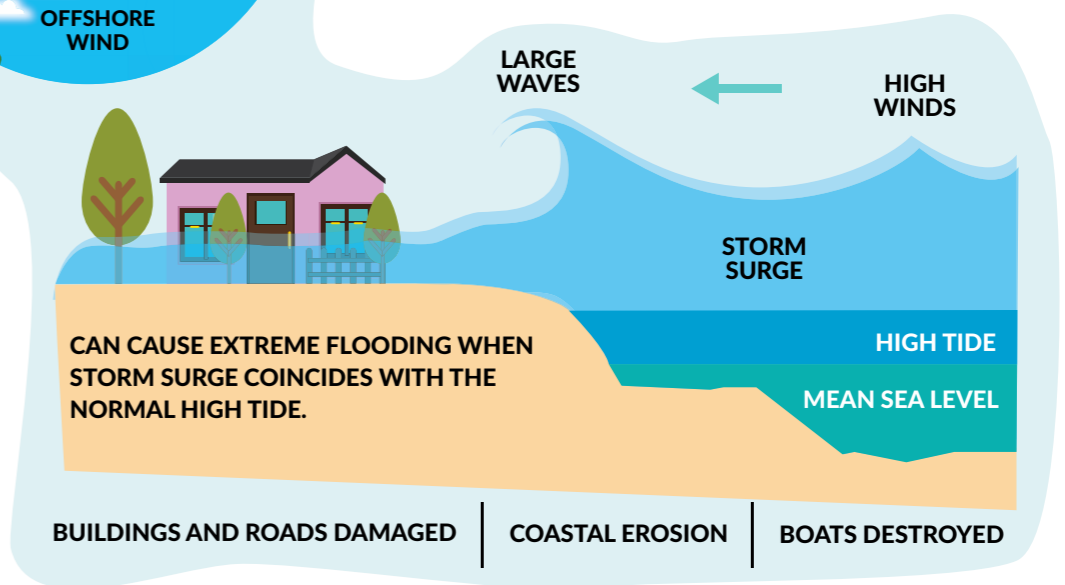 OFFSHORE
WIND
LARGE
WAVES
HIGH
WINDS
STORM
SURGE
HIGH TIDE
MEAN SEA LEVEL
CAN CAUSE EXTREME FLOODING WHEN
STORM SURGE COINCIDES WITH THE
NORMAL HIGH TIDE.
BUILDINGS AND ROADS DAMAGED
COASTAL EROSION
BOATS DESTROYED